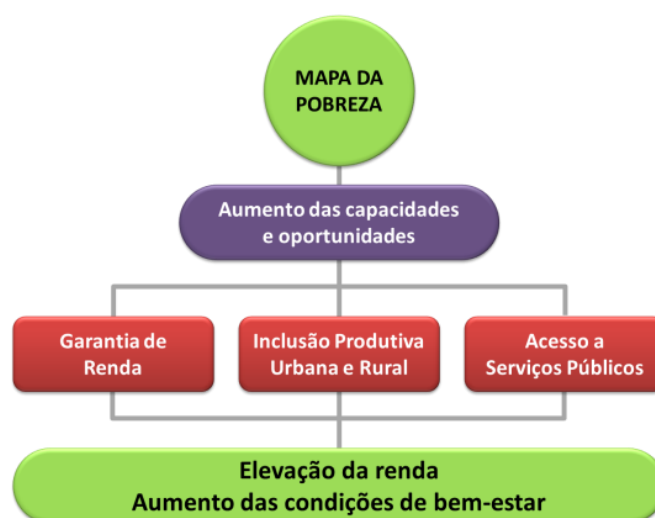 MAPA DA
POBREZA
Aumento das capacidades
e oportunidades
Garantia de
Renda
Inclusão Produtiva
Urbana e Rural
Acesso a
Serviços Públicos
Elevação da renda
Aumento das condições de bem-estar